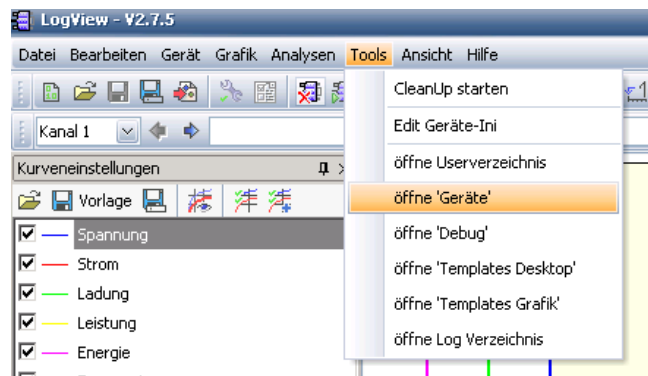 LogView - V2.7.5
Datei Bearbeiten Gerät Grafik Analysen Tools Ansicht Hilfe
CleanUp starten
Kanal 1
Edit Geräte-Ini
Kurveneinstellungen
öffne Userverzeichnis
Vorlage
öffne 'Geräte'
Spannung
öffne 'Debug'
Strom
öffne 'Templates Desktop'
Ladung
öffne 'Templates Grafik'
Leistung
öffne Log Verzeichnis
Energie